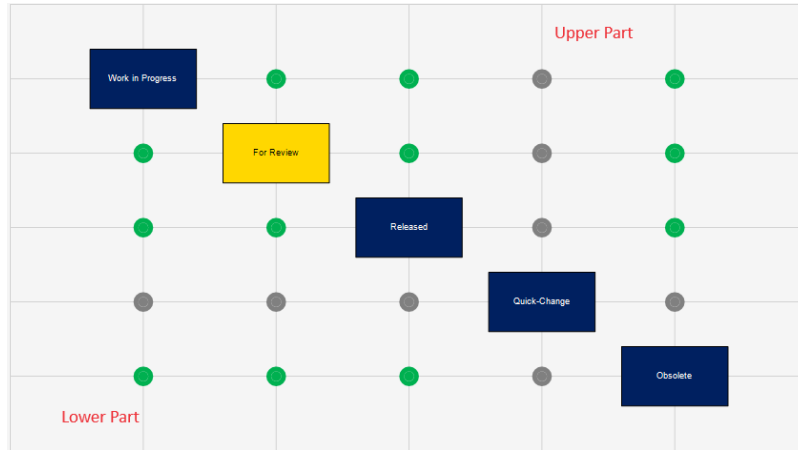 Upper Part
Work in Progress
For Review
Released
Quick-Change
Obsolete
Lower Part